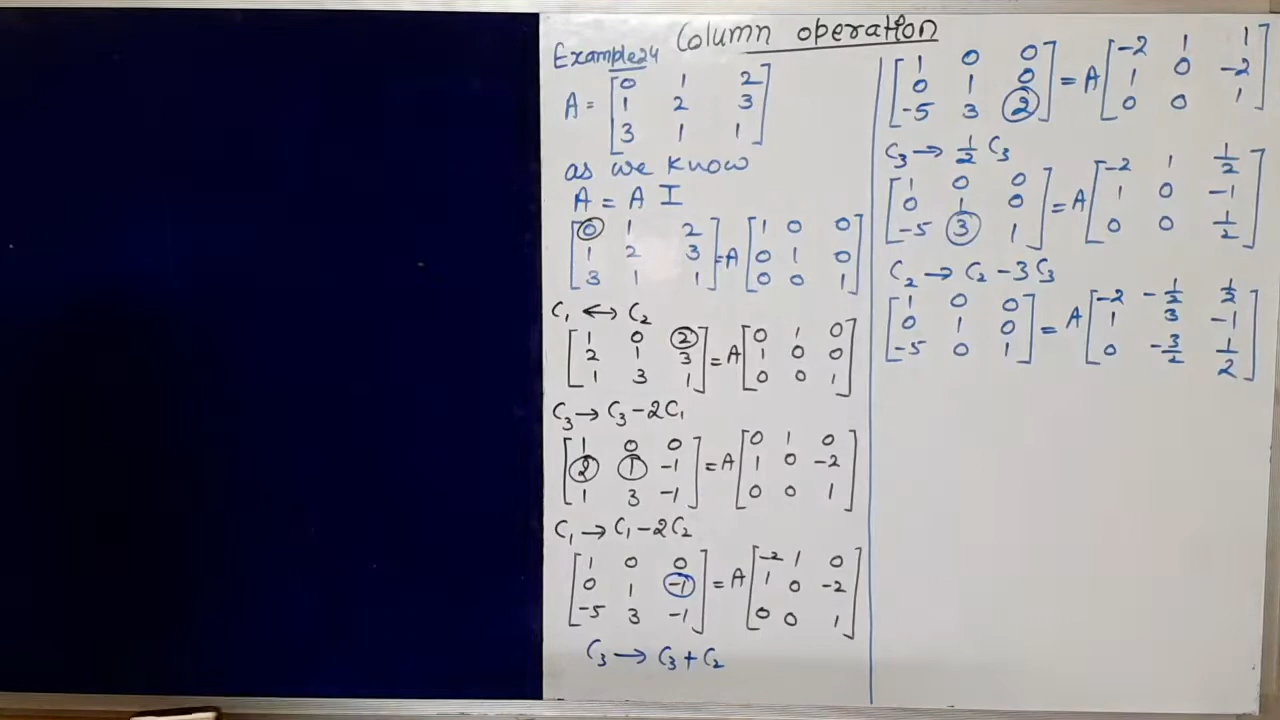 Column operation
Example 24
A = [0 1 2
1 2 3
3 1 1]
as we know
A = A I
[0 1 2
1 2 3
3 1 1] = A [1 0 0
0 1 0
0 0 1]
C₁ ↔ C₂
[1 0 2
2 1 3
1 3 1] = A [0 1 0
1 0 0
0 0 1]
C₃ → C₃ - 2C₁
[1 0 0
2 1 -1
1 3 -1] = A [0 1 0
1 0 -2
0 0 1]
C₁ → C₁ - 2C₂
[1 0 0
0 1 -1
-5 3 -1] = A [-2 1 0
1 0 -2
0 0 1]
C₃ → C₃ + C₂
[1 0 0
0 1 0
-5 3 2] = A [-2 1 1
1 0 -2
0 0 1]
C₃ → 1/2 C₃
[1 0 0
0 1 0
-5 3 1] = A [-2 1 1/2
1 0 -1
0 0 1/2]
C₂ → C₂ - 3C₃
[1 0 0
0 1 0
-5 0 1] = A [-2 -1/2 1/2
1 3 -1
0 -3/2 1/2]